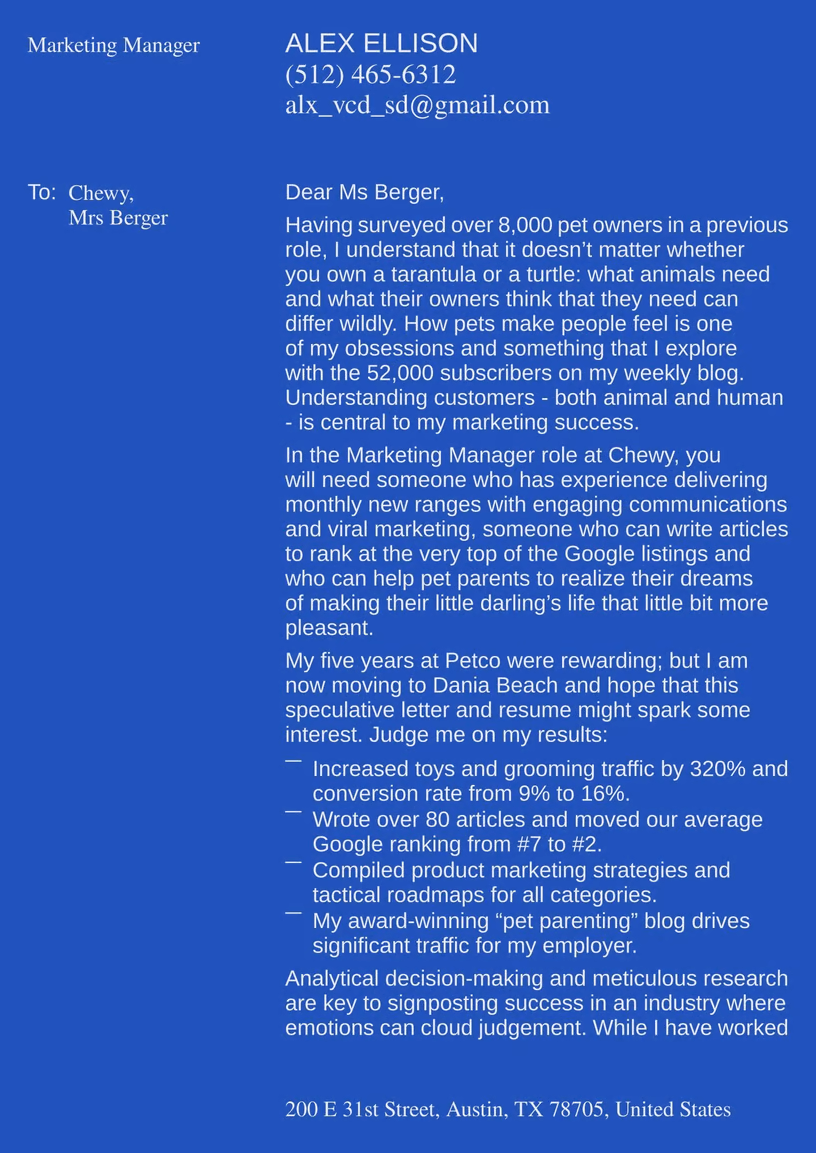 Marketing Manager
ALEX ELLISON
(512) 465-6312
alx_vcd_sd@gmail.com
To: Chewy,
Mrs Berger
Dear Ms Berger,
Having surveyed over 8,000 pet owners in a previous
role, I understand that it doesn’t matter whether
you own a tarantula or a turtle: what animals need
and what their owners think that they need can
differ wildly. How pets make people feel is one
of my obsessions and something that I explore
with the 52,000 subscribers on my weekly blog.
Understanding customers - both animal and human
- is central to my marketing success.
In the Marketing Manager role at Chewy, you
will need someone who has experience delivering
monthly new ranges with engaging communications
and viral marketing, someone who can write articles
to rank at the very top of the Google listings and
who can help pet parents to realize their dreams
of making their little darling’s life that little bit more
pleasant.
My five years at Petco were rewarding; but I am
now moving to Dania Beach and hope that this
speculative letter and resume might spark some
interest. Judge me on my results:
— Increased toys and grooming traffic by 320% and
conversion rate from 9% to 16%.
— Wrote over 80 articles and moved our average
Google ranking from #7 to #2.
— Compiled product marketing strategies and
tactical roadmaps for all categories.
— My award-winning “pet parenting” blog drives
significant traffic for my employer.
Analytical decision-making and meticulous research
are key to signposting success in an industry where
emotions can cloud judgement. While I have worked
200 E 31st Street, Austin, TX 78705, United States